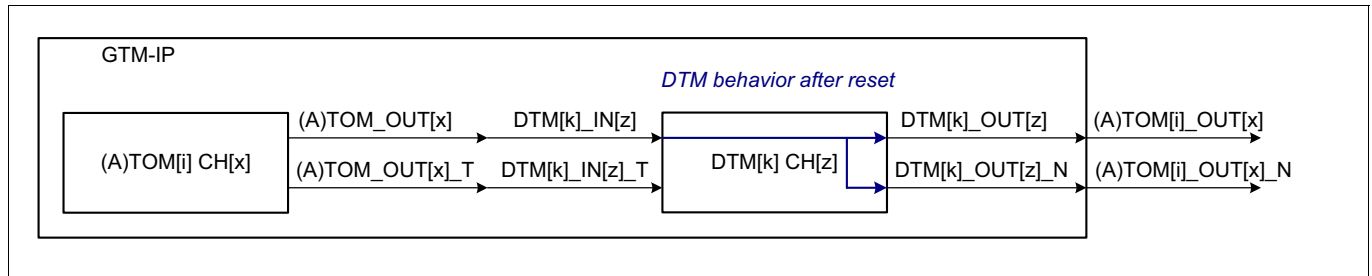 GTM-IP
DTM behavior after reset
(A)TOM_OUT[x] DTM[k]_IN[z] DTM[k]_OUT[z] (A)TOM[i]_OUT[x]
(A)TOM[i] CH[x] DTM[k] CH[z]
(A)TOM_OUT[x]_T DTM[k]_IN[z]_T DTM[k]_OUT[z]_N (A)TOM[i]_OUT[x]_N